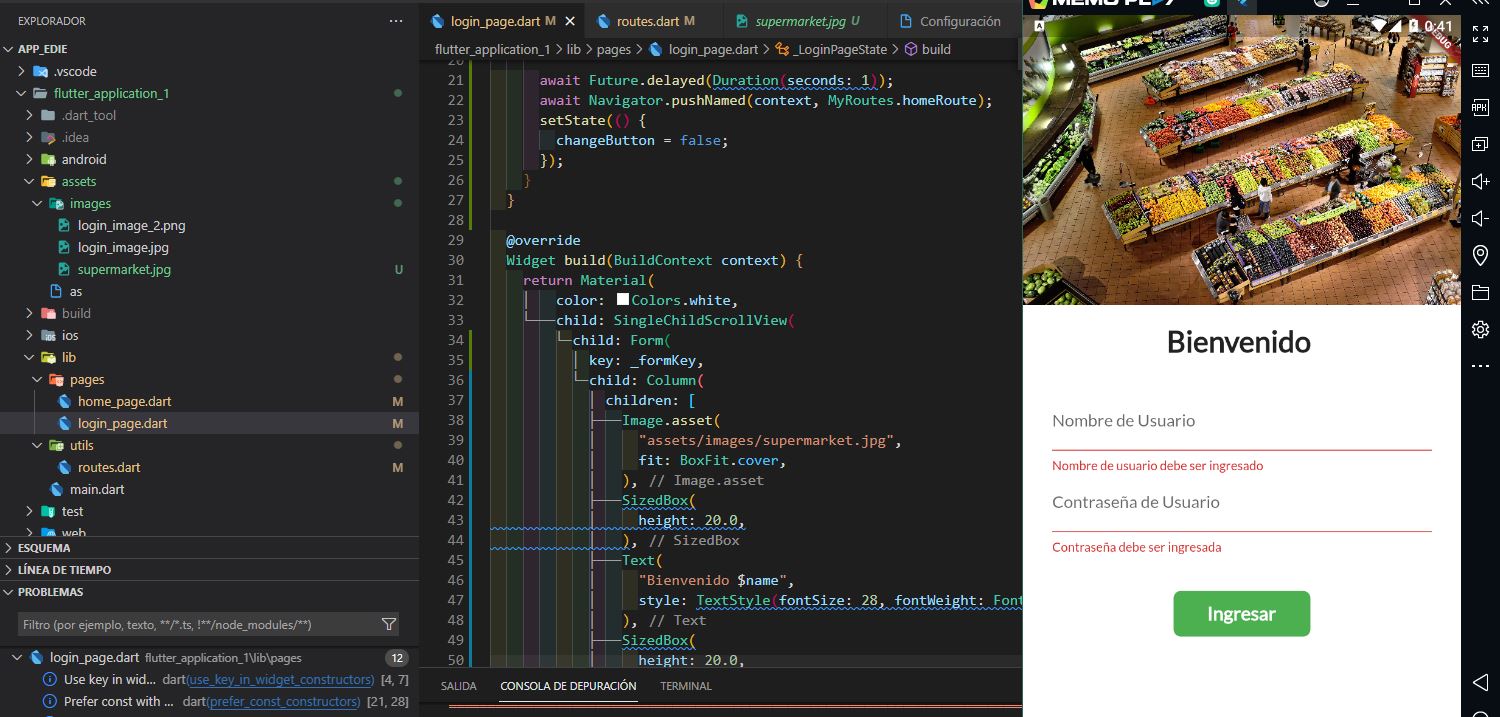 EXPLORADOR
APP_EDIE
.vscode
flutter_application_1
.dart_tool
.idea
android
assets
images
login_image_2.png
login_image.jpg
supermarket.jpg U
as
build
ios
lib
pages
home_page.dart M
login_page.dart M
utils
routes.dart M
main.dart
test
web
ESQUEMA
LÍNEA DE TIEMPO
PROBLEMAS
Filtro (por ejemplo, texto, **/*.ts, !**/node_modules/**)
login_page.dart flutter_application_1\lib\pages 12
Use key in wid... dart(use_key_in_widget_constructors) [4, 7]
Prefer const with ... dart(prefer_const_constructors) [21, 28]
login_page.dart M
routes.dart M
supermarket.jpg U
Configuración
flutter_application_1 > lib > pages > login_page.dart > _LoginPageState > build
20
21 await Future.delayed(Duration(seconds: 1));
22 await Navigator.pushNamed(context, MyRoutes.homeRoute);
23 setState(() {
24 changeButton = false;
25 });
26 }
27 }
28
29 @override
30 Widget build(BuildContext context) {
31 return Material(
32 color: Colors.white,
33 child: SingleChildScrollView(
34 child: Form(
35 key: _formKey,
36 child: Column(
37 children: [
38 Image.asset(
39 "assets/images/supermarket.jpg",
40 fit: BoxFit.cover,
41 ), // Image.asset
42 SizedBox(
43 height: 20.0,
44 ), // SizedBox
45 Text(
46 "Bienvenido $name",
47 style: TextStyle(fontSize: 28, fontWeight: Font
48 ), // Text
49 SizedBox(
50 height: 20.0,
SALIDA CONSOLA DE DEPURACIÓN TERMINAL
MEMU PLAY
A
0:41
Bienvenido
Nombre de Usuario
Nombre de usuario debe ser ingresado
Contraseña de Usuario
Contraseña debe ser ingresada
Ingresar
APK